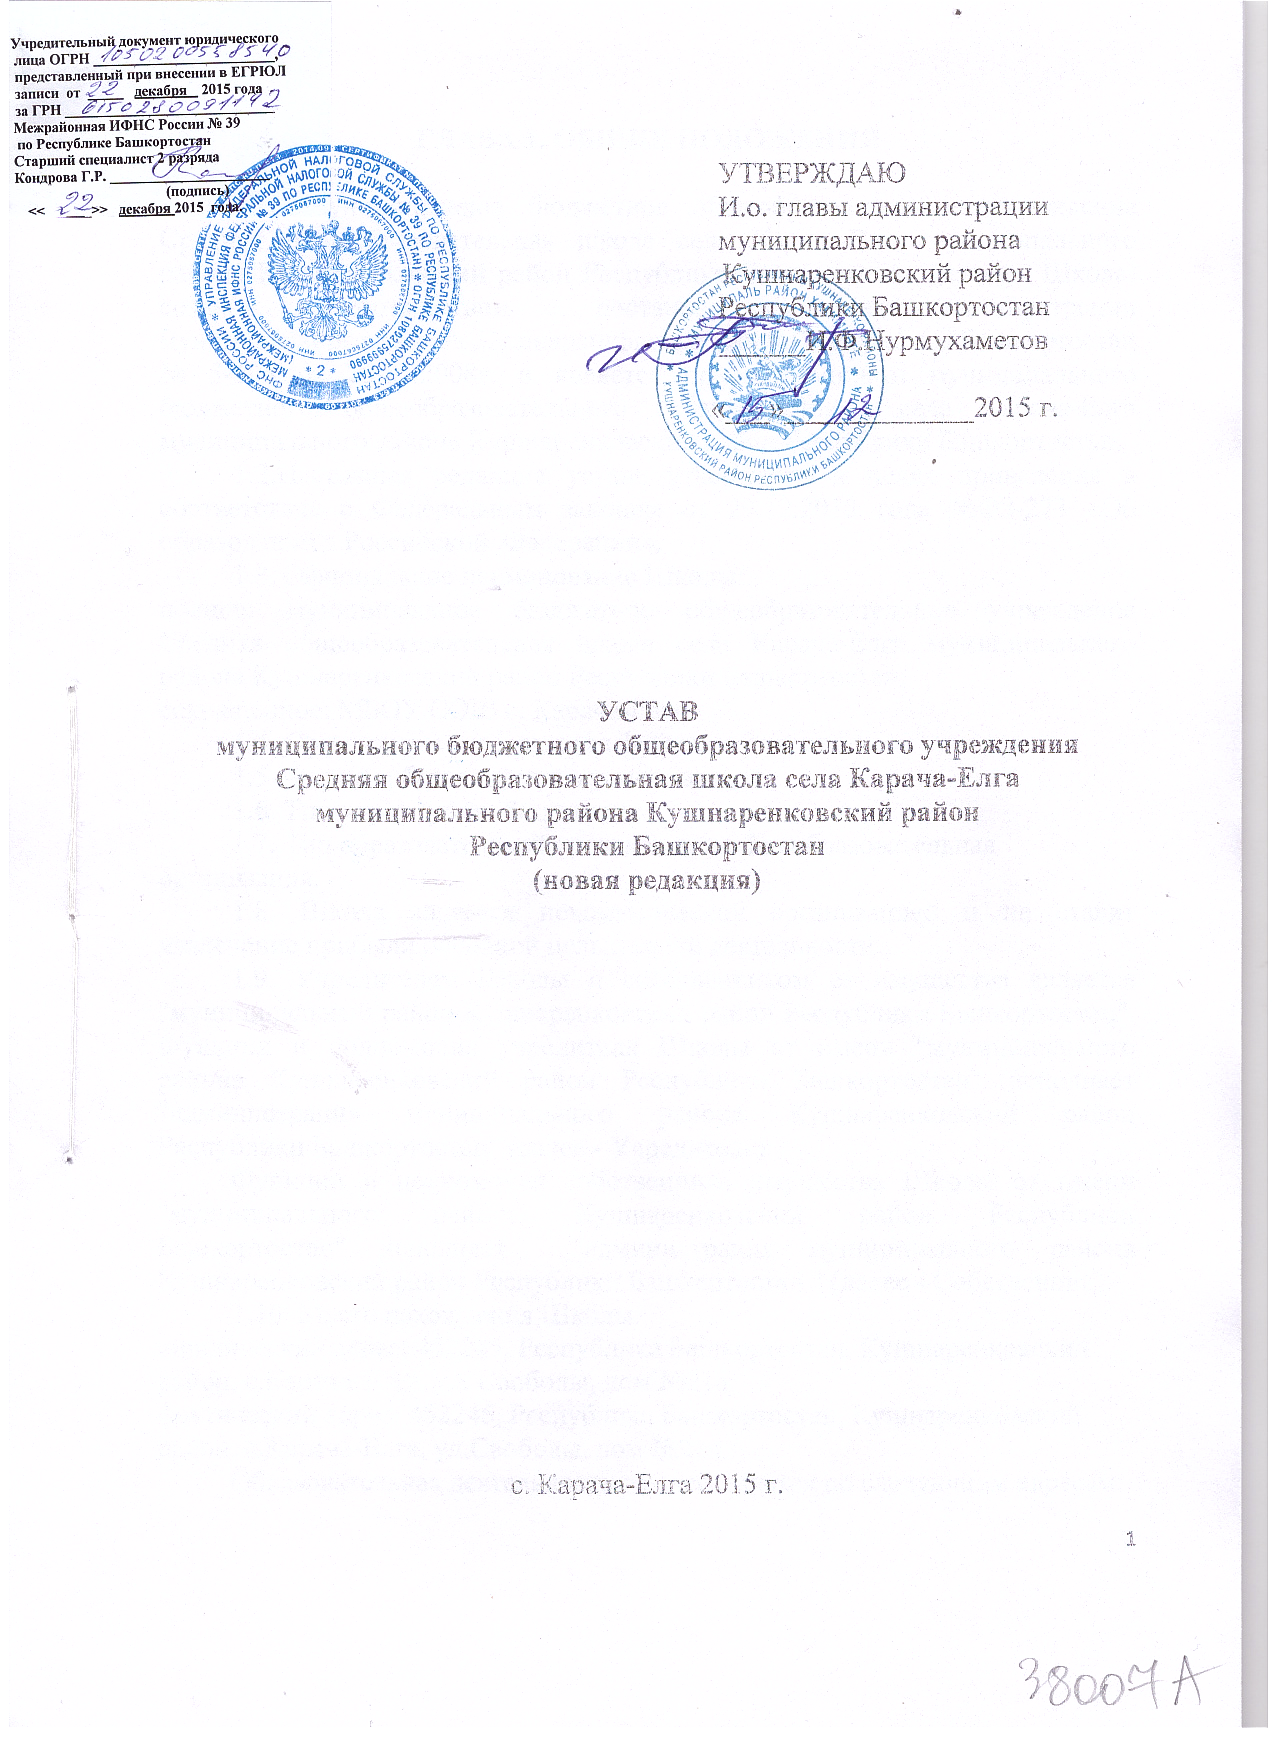 Учредительный документ юридического
лица ОГРН 1050200558540,
представленный при внесении в ЕГРЮЛ
записи от 22 декабря 2015 года
за ГРН 6150280091142
Межрайонная ИФНС России № 39
по Республике Башкортостан
Старший специалист 2 разряда
Кондрова Г.Р.
(подпись)
<< 22 >> декабря 2015 года.
УТВЕРЖДАЮ
И.о. главы администрации
муниципального района
Кушнаренковский район
Республики Башкортостан
И.Ф.Нурмухаметов
«15» 12 2015 г.
УСТАВ
муниципального бюджетного общеобразовательного учреждения
Средняя общеобразовательная школа села Карача-Елга
муниципального района Кушнаренковский район
Республики Башкортостан
(новая редакция)
с. Карача-Елга 2015 г.
1
38007А